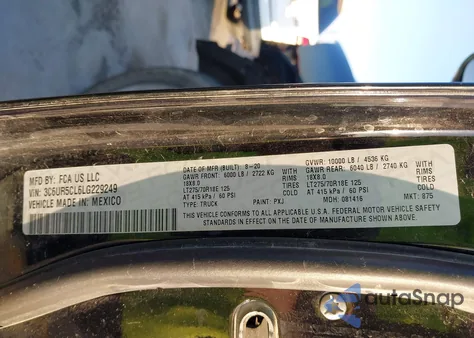 MFD BY: FCA US LLC
VIN: 3C6UR5CL5LG229249
VEHICLE MADE IN: MEXICO
DATE OF MFR (BUILT): 8-20
GAWR FRONT: 6000 LB / 2722 KG
18X8.0
LT275/70R18E 125
AT 415 kPa / 60 PSI
TYPE: TRUCK
PAINT: PXJ
WITH
RIMS
TIRES
COLD
GVWR: 10000 LB / 4536 KG
GAWR REAR: 6040 LB / 2740 KG
18X8.0
LT275/70R18E 125
AT 415 kPa / 60 PSI
MDH: 081416
WITH
RIMS
TIRES
COLD
MKT: 875
THIS VEHICLE CONFORMS TO ALL APPLICABLE U.S.A. FEDERAL MOTOR VEHICLE SAFETY
STANDARDS IN EFFECT ON THE DATE OF MANUFACTURE SHOWN ABOVE.
autoSnap